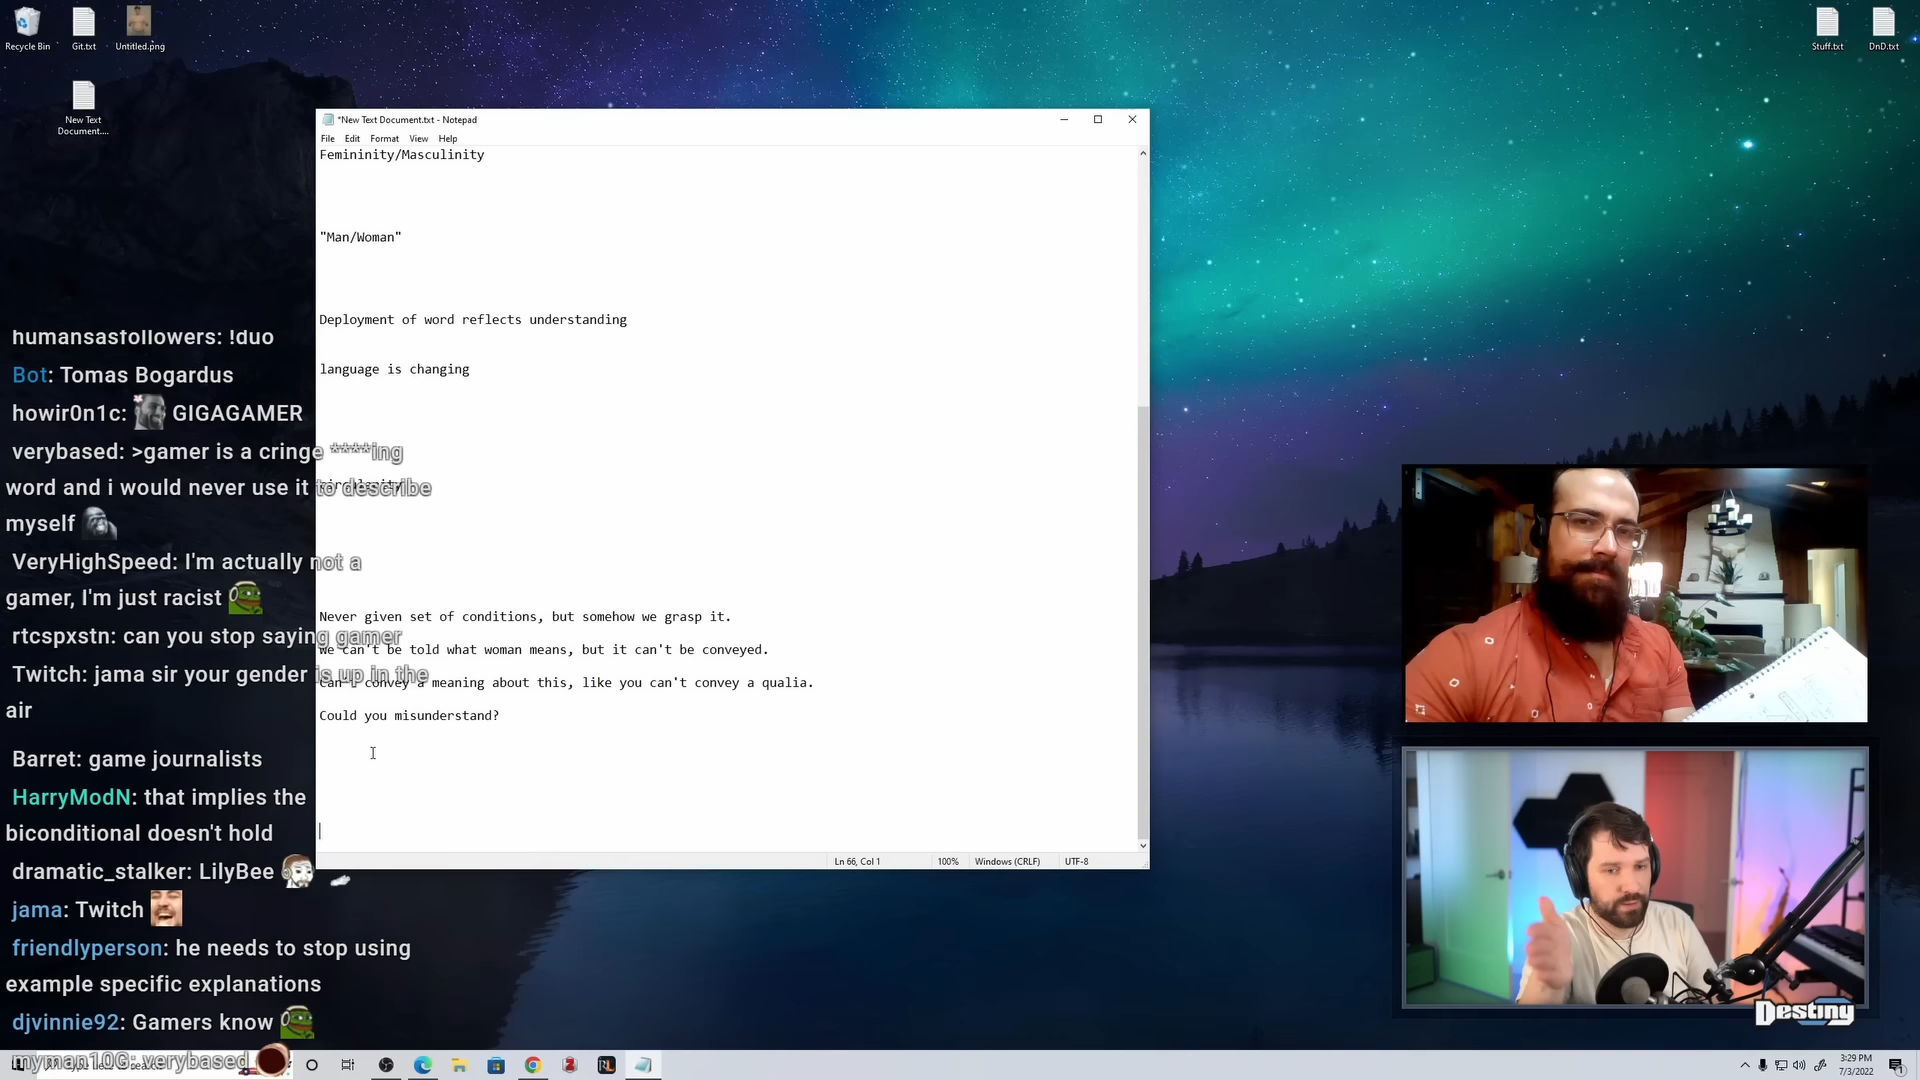 Recycle Bin
Git.txt
Untitled.png
Stuff.txt
DnD.txt
New Text
Document....
*New Text Document.txt - Notepad
File Edit Format View Help
Femininity/Masculinity
"Man/Woman"
Deployment of word reflects understanding
language is changing
Never given set of conditions, but somehow we grasp it.
We can't be told what woman means, but it can't be conveyed.
Can't convey a meaning about this, like you can't convey a qualia.
Could you misunderstand?
Ln 66, Col 1 100% Windows (CRLF) UTF-8
humansasfollowers: !duo
Bot: Tomas Bogardus
howir0n1c: GIGAGAMER
verybased: >gamer is a cringe ****ing
word and i would never use it to describe
myself
VeryHighSpeed: I'm actually not a
gamer, I'm just racist
rtcspxstn: can you stop saying gamer
Twitch: jama sir your gender is up in the
air
Barret: game journalists
HarryModN: that implies the
biconditional doesn't hold
dramatic_stalker: LilyBee
jama: Twitch
friendlyperson: he needs to stop using
example specific explanations
djvinnie92: Gamers know
myman10G: verybased
Destiny
3:29 PM
7/3/2022